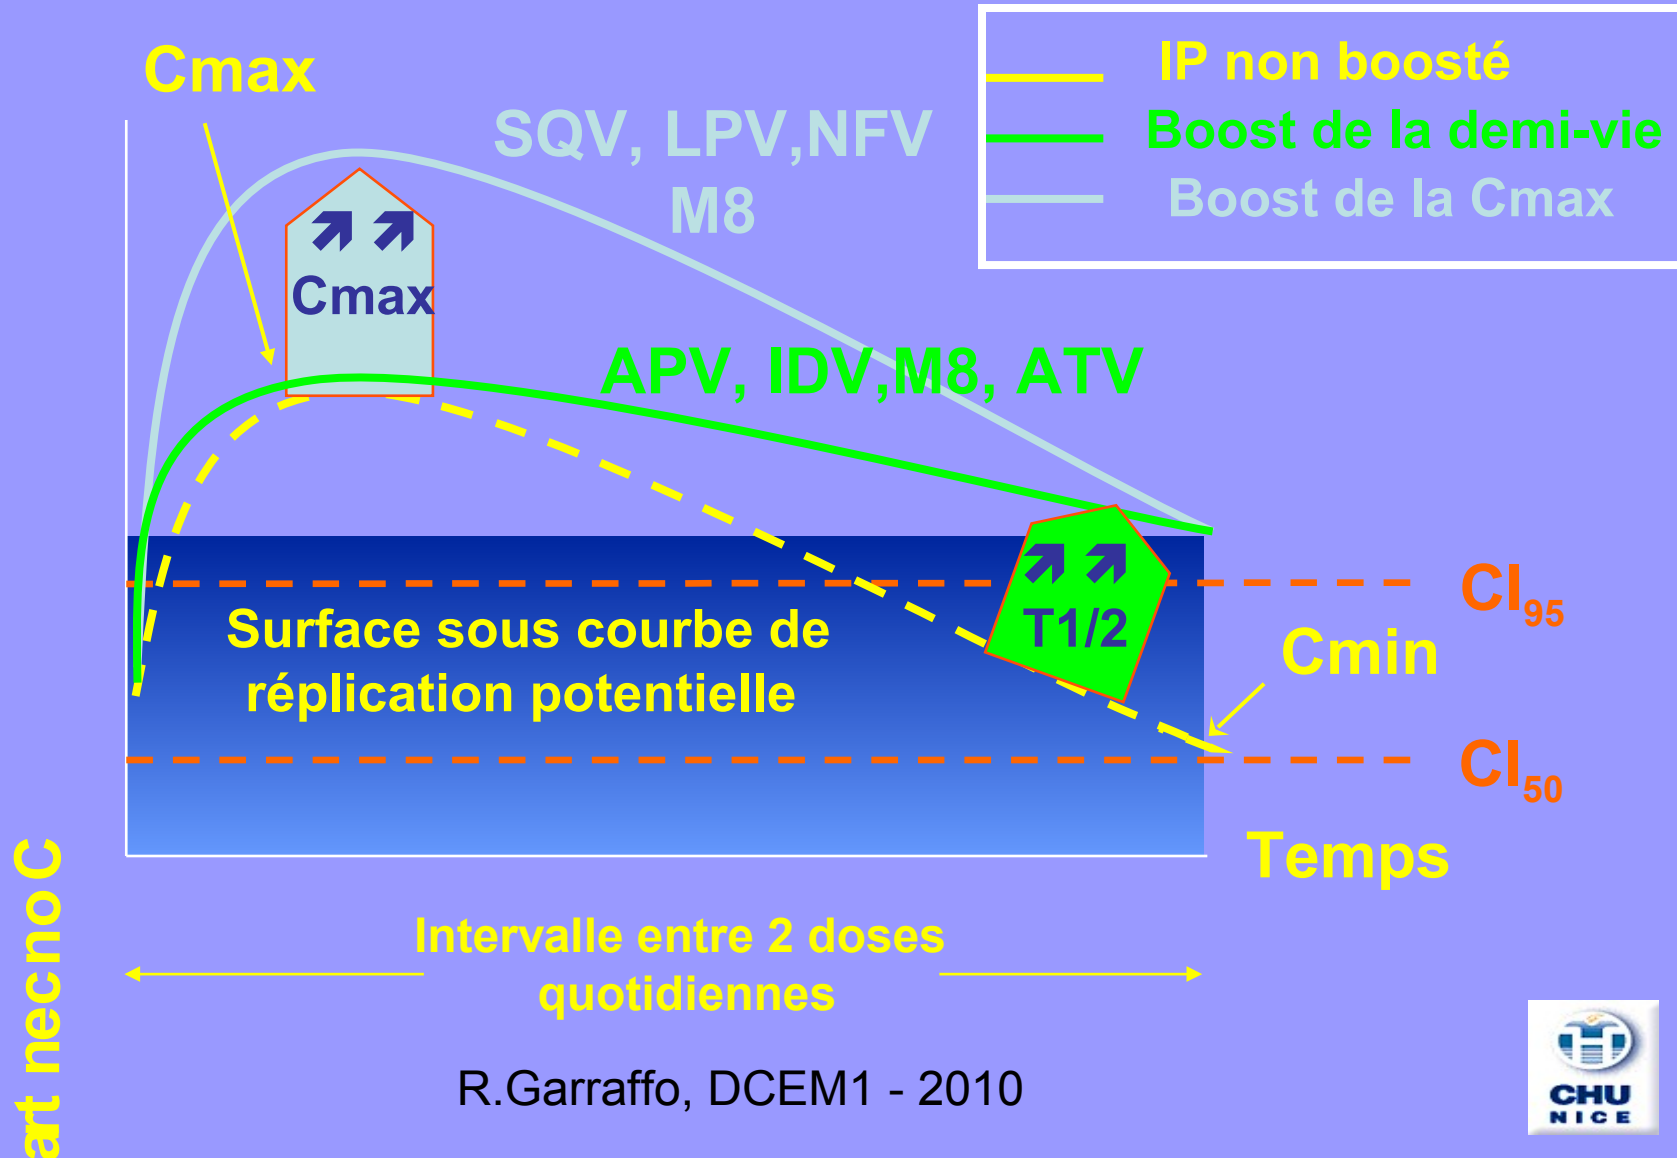 Cmax
IP non boosté
Boost de la demi-vie
Boost de la Cmax
SQV, LPV,NFV
M8
Cmax
APV, IDV,M8, ATV
T1/2
CI95
Surface sous courbe de
réplication potentielle
Cmin
CI50
Temps
art necnoC
Intervalle entre 2 doses
quotidiennes
R.Garraffo, DCEM1 - 2010
CHU
NICE